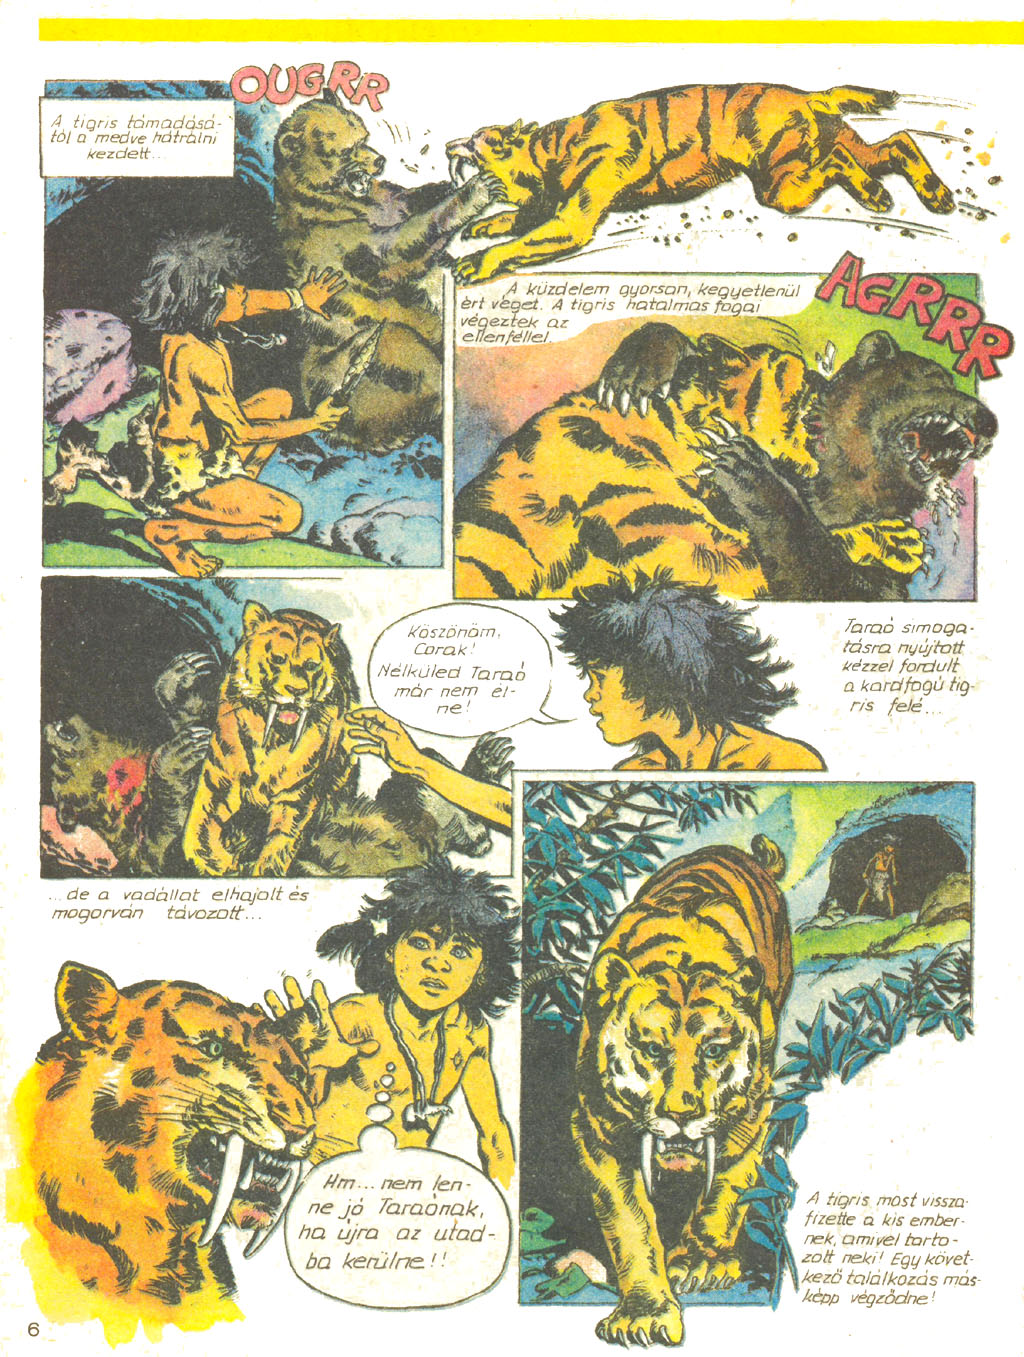 OUGRR
A tigris támadásá-
tól a medve hátrálni
kezdett...
A küzdelem gyorsan, kegyetlenül
ért véget. A tigris hatalmas fogai
végeztek az
ellenféllel.
AGRRR
Köszönöm,
Corak!
Nélküled Taraó
már nem él-
ne!
Taraó simoga-
tásra nyújtott
kézzel fordult
a kardfogú tig-
ris felé...
...de a vadállat elhajolt és
mogorván távozott...
Hm... nem len-
ne jó Taraónak,
ha újra az utad-
ba kerülne!!
A tigris most vissza-
fizette a kis ember-
nek, amivel tarto-
zott neki! Egy követ-
kező találkozás más-
képp végződne!
6